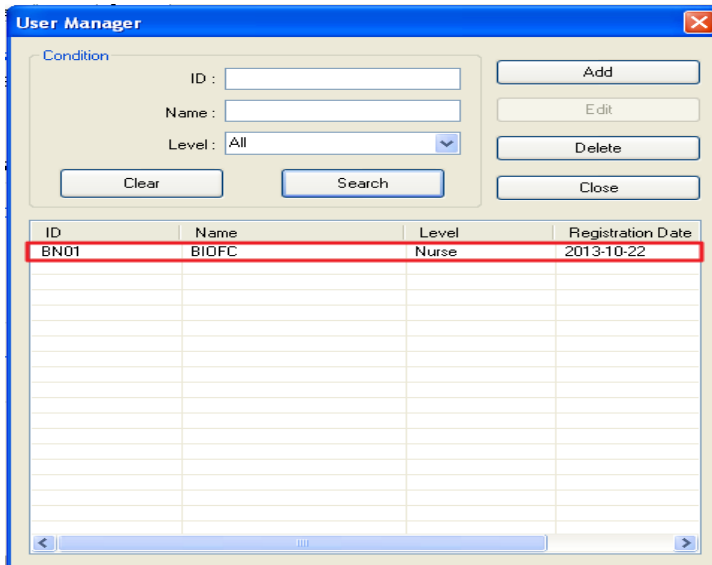 User Manager
Condition
ID :
Name :
Level : All
Clear Search
Add
Edit
Delete
Close
ID Name Level Registration Date
BN01 BIOFC Nurse 2013-10-22